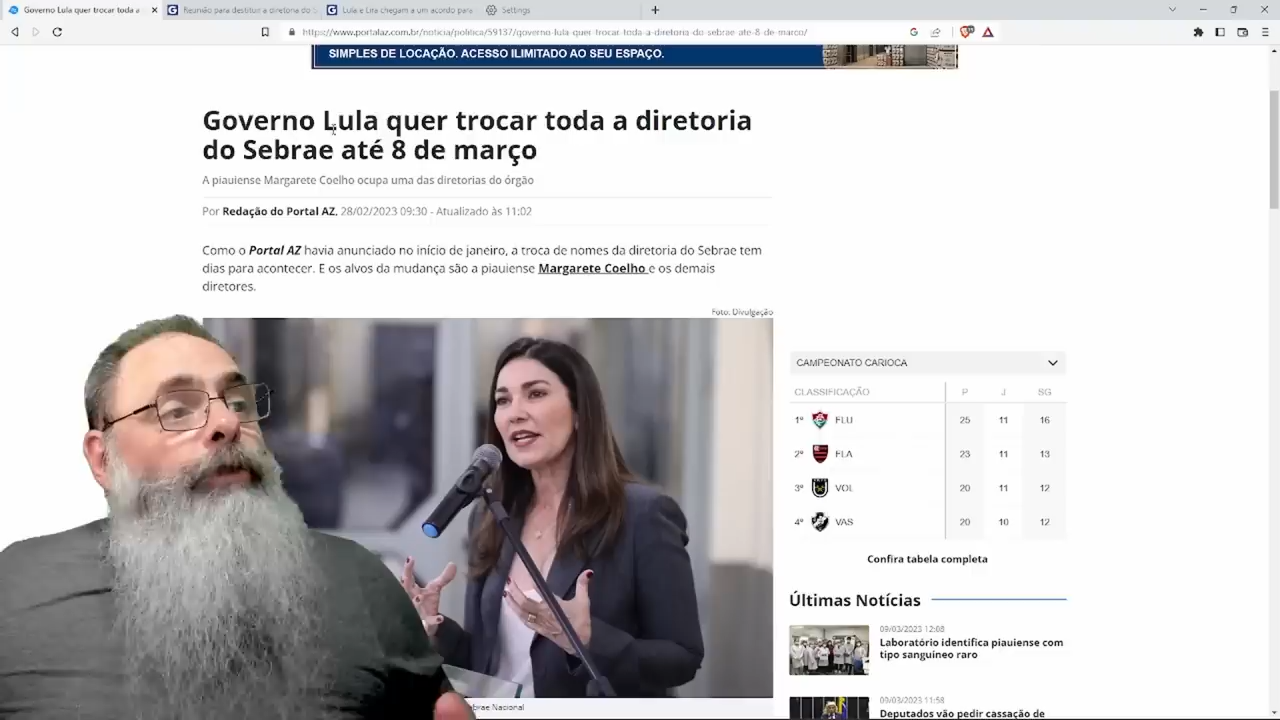 Governo Lula quer trocar toda a
Reunião para destituir a diretoria do S
Lula e Lira chegam a um acordo para
Settings
https://www.portalaz.com.br/noticia/politica/59137/governo-lula-quer-trocar-toda-a-diretoria-do-sebrae-ate-8-de-marco/
SIMPLES DE LOCAÇÃO. ACESSO ILIMITADO AO SEU ESPAÇO.
Governo Lula quer trocar toda a diretoria
do Sebrae até 8 de março
A piauiense Margarete Coelho ocupa uma das diretorias do órgão
Por Redação do Portal AZ, 28/02/2023 09:30 - Atualizado às 11:02
Como o Portal AZ havia anunciado no início de janeiro, a troca de nomes da diretoria do Sebrae tem
dias para acontecer. E os alvos da mudança são a piauiense Margarete Coelho e os demais
diretores.
Foto: Divulgação
CAMPEONATO CARIOCA
CLASSIFICAÇÃO P J SG
1º FLU 25 11 16
2º FLA 23 11 13
3º VOL 20 11 12
4º VAS 20 10 12
Confira tabela completa
Últimas Notícias
09/03/2023 12:08
Laboratório identifica piauiense com
tipo sanguíneo raro
09/03/2023 11:58
Deputados vão pedir cassação de
ebrae Nacional